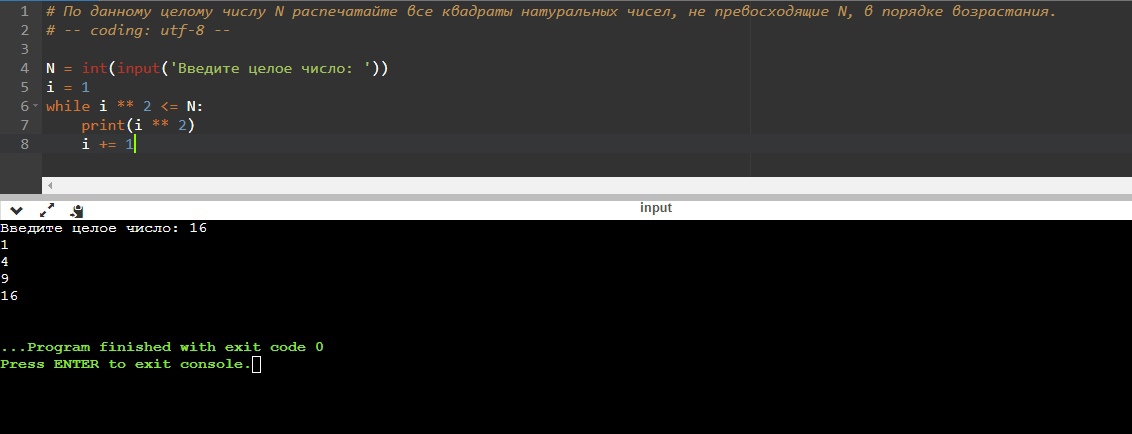 1 # По данному целому числу N распечатайте все квадраты натуральных чисел, не превосходящие N, в порядке возрастания.
2 # -- coding: utf-8 --
3
4 N = int(input('Введите целое число: '))
5 i = 1
6 while i ** 2 <= N:
7     print(i ** 2)
8     i += 1
input
Введите целое число: 16
1
4
9
16
...Program finished with exit code 0
Press ENTER to exit console.